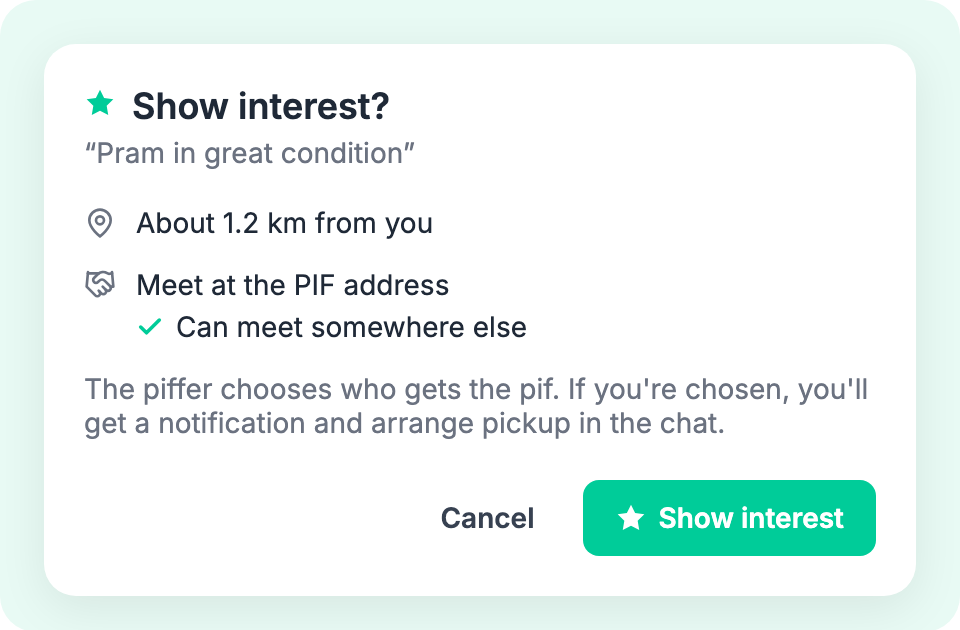 Show interest?
“Pram in great condition”
About 1.2 km from you
Meet at the PIF address
Can meet somewhere else
The piffer chooses who gets the pif. If you're chosen, you'll
get a notification and arrange pickup in the chat.
Cancel
Show interest